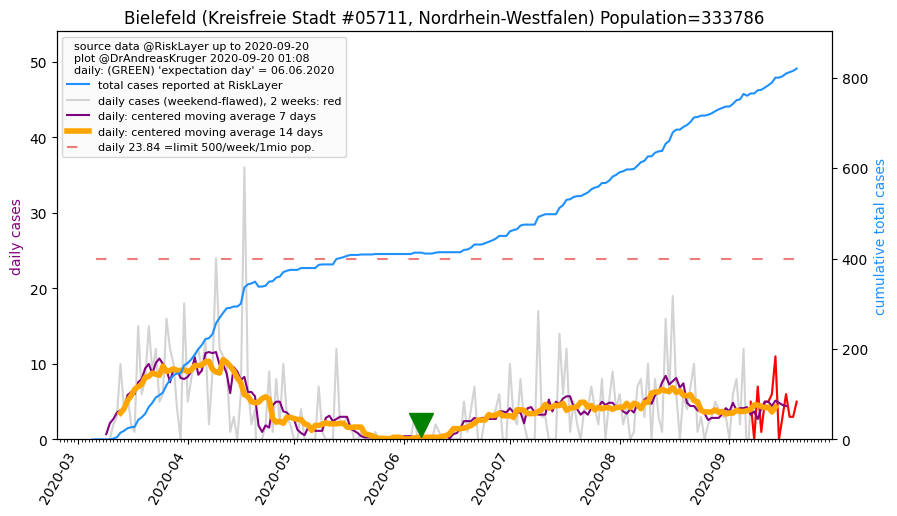 Bielefeld (Kreisfreie Stadt #05711, Nordrhein-Westfalen) Population=333786
source data @RiskLayer up to 2020-09-20
plot @DrAndreasKruger 2020-09-20 01:08
daily: (GREEN) 'expectation day' = 06.06.2020
total cases reported at RiskLayer
daily cases (weekend-flawed), 2 weeks: red
daily: centered moving average 7 days
daily: centered moving average 14 days
daily 23.84 =limit 500/week/1mio pop.
daily cases
50
40
30
20
10
0
cumulative total cases
800
600
400
200
0
2020-03
2020-04
2020-05
2020-06
2020-07
2020-08
2020-09